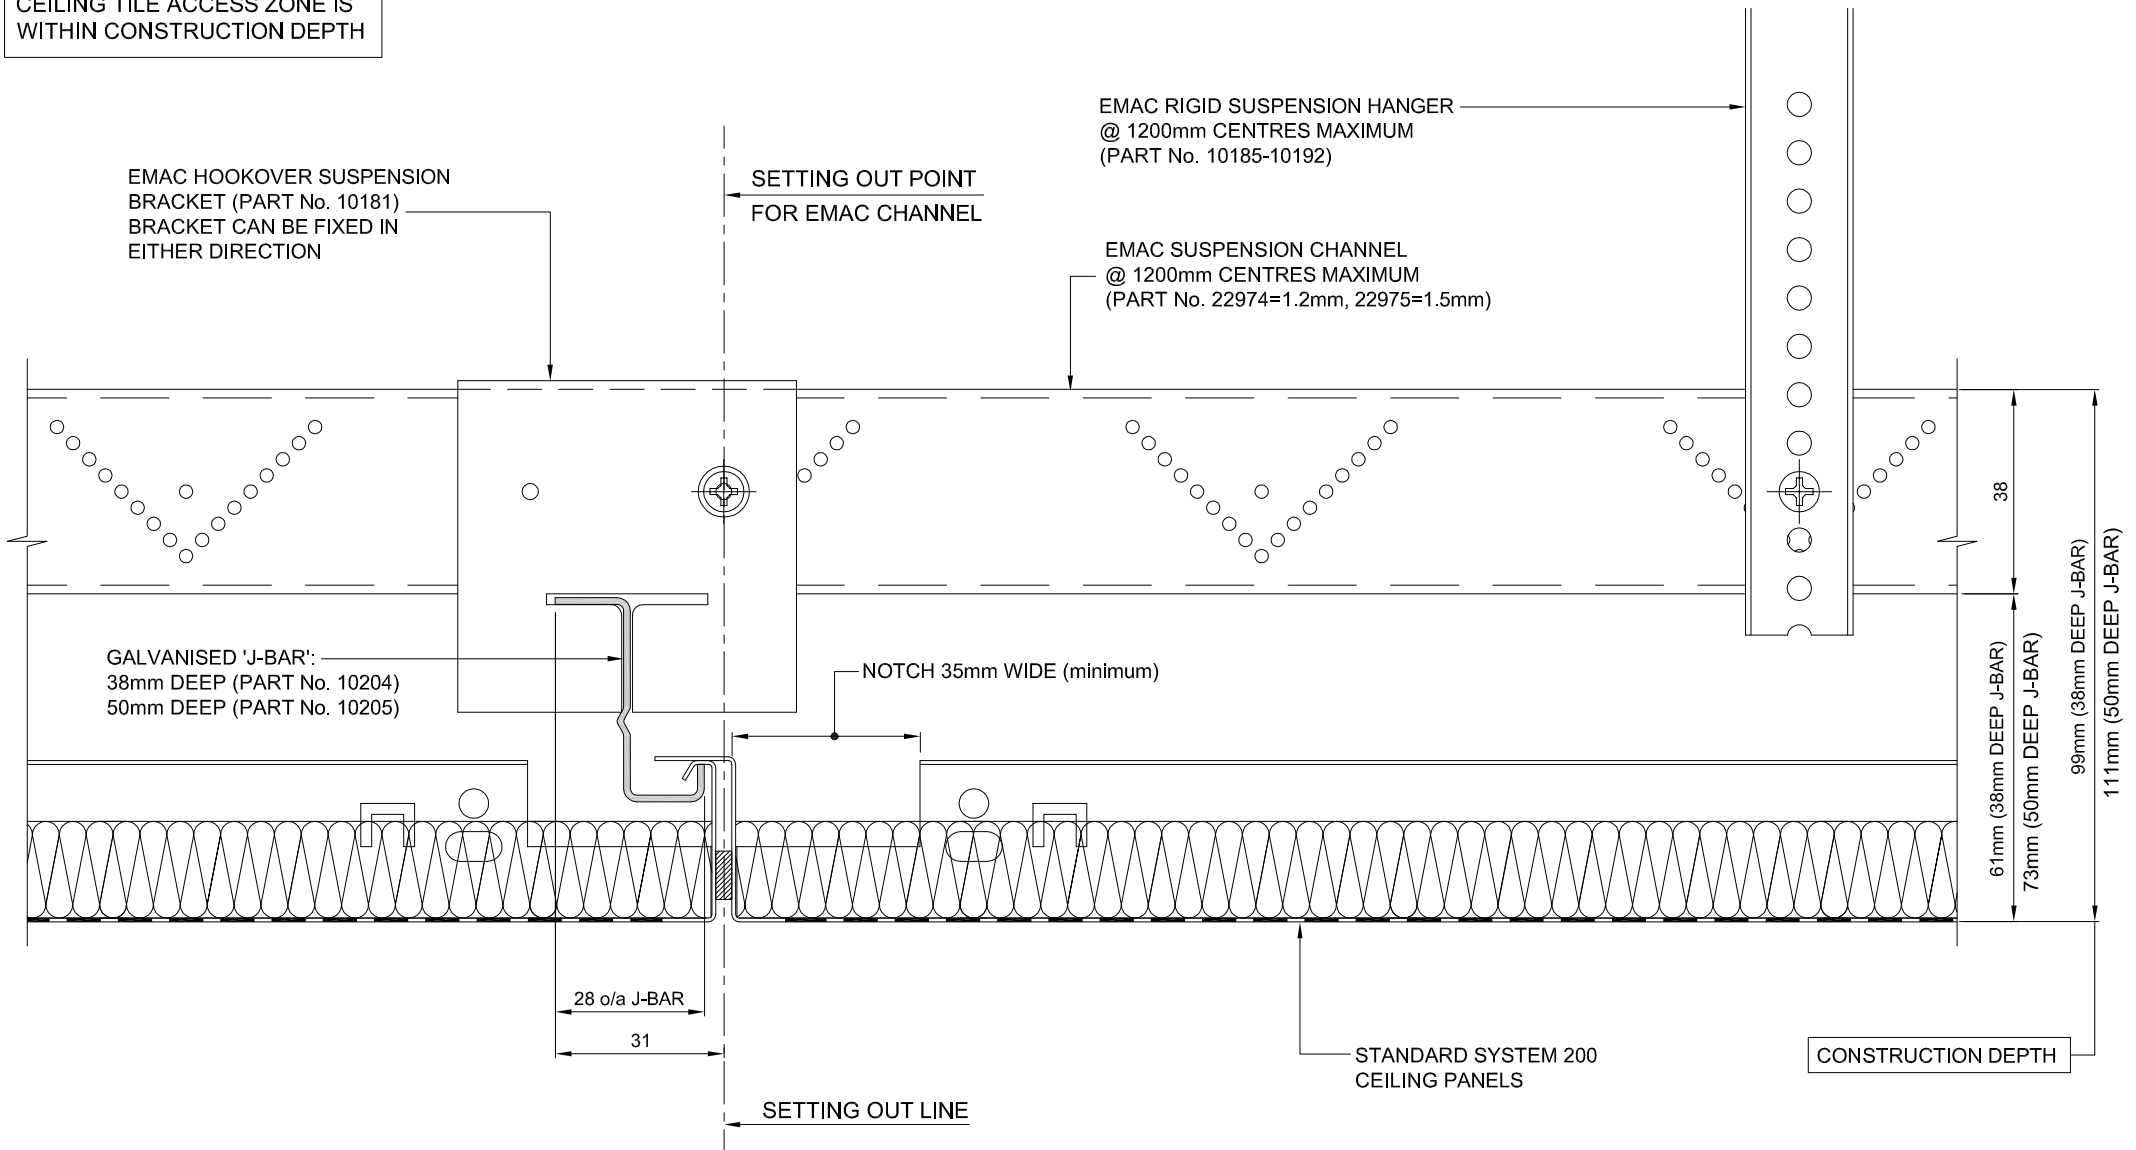 CEILING TILE ACCESS ZONE IS
WITHIN CONSTRUCTION DEPTH
EMAC RIGID SUSPENSION HANGER
@ 1200mm CENTRES MAXIMUM
(PART No. 10185-10192)
EMAC HOOKOVER SUSPENSION
BRACKET (PART No. 10181)
BRACKET CAN BE FIXED IN
EITHER DIRECTION
SETTING OUT POINT
FOR EMAC CHANNEL
EMAC SUSPENSION CHANNEL
@ 1200mm CENTRES MAXIMUM
(PART No. 22974=1.2mm, 22975=1.5mm)
38
GALVANISED 'J-BAR':
38mm DEEP (PART No. 10204)
50mm DEEP (PART No. 10205)
NOTCH 35mm WIDE (minimum)
61mm (38mm DEEP J-BAR)
73mm (50mm DEEP J-BAR)
99mm (38mm DEEP J-BAR)
111mm (50mm DEEP J-BAR)
28 o/a J-BAR
31
STANDARD SYSTEM 200
CEILING PANELS
CONSTRUCTION DEPTH
SETTING OUT LINE